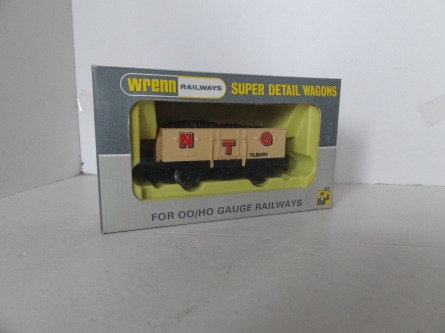 wrenn RAILWAYS SUPER DETAIL WAGONS
N T G
TILBURY
FOR OO/HO GAUGE RAILWAYS